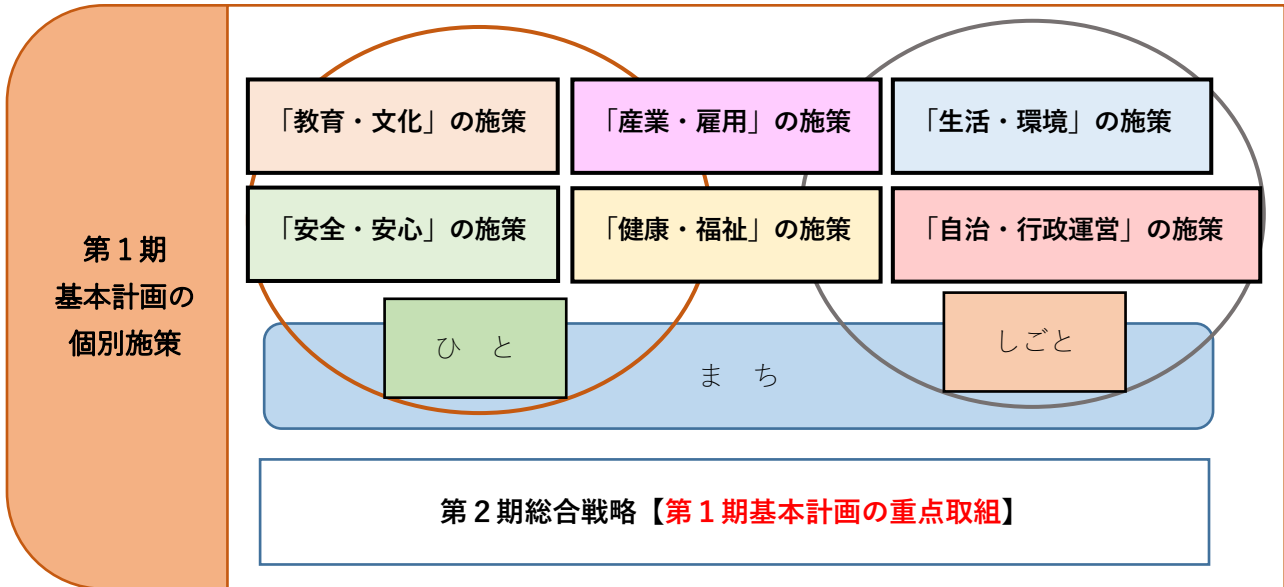 第１期
基本計画の
個別施策
「教育・文化」の施策
「産業・雇用」の施策
「生活・環境」の施策
「安全・安心」の施策
「健康・福祉」の施策
「自治・行政運営」の施策
ひ　と
ま　ち
しごと
第２期総合戦略【第１期基本計画の重点取組】